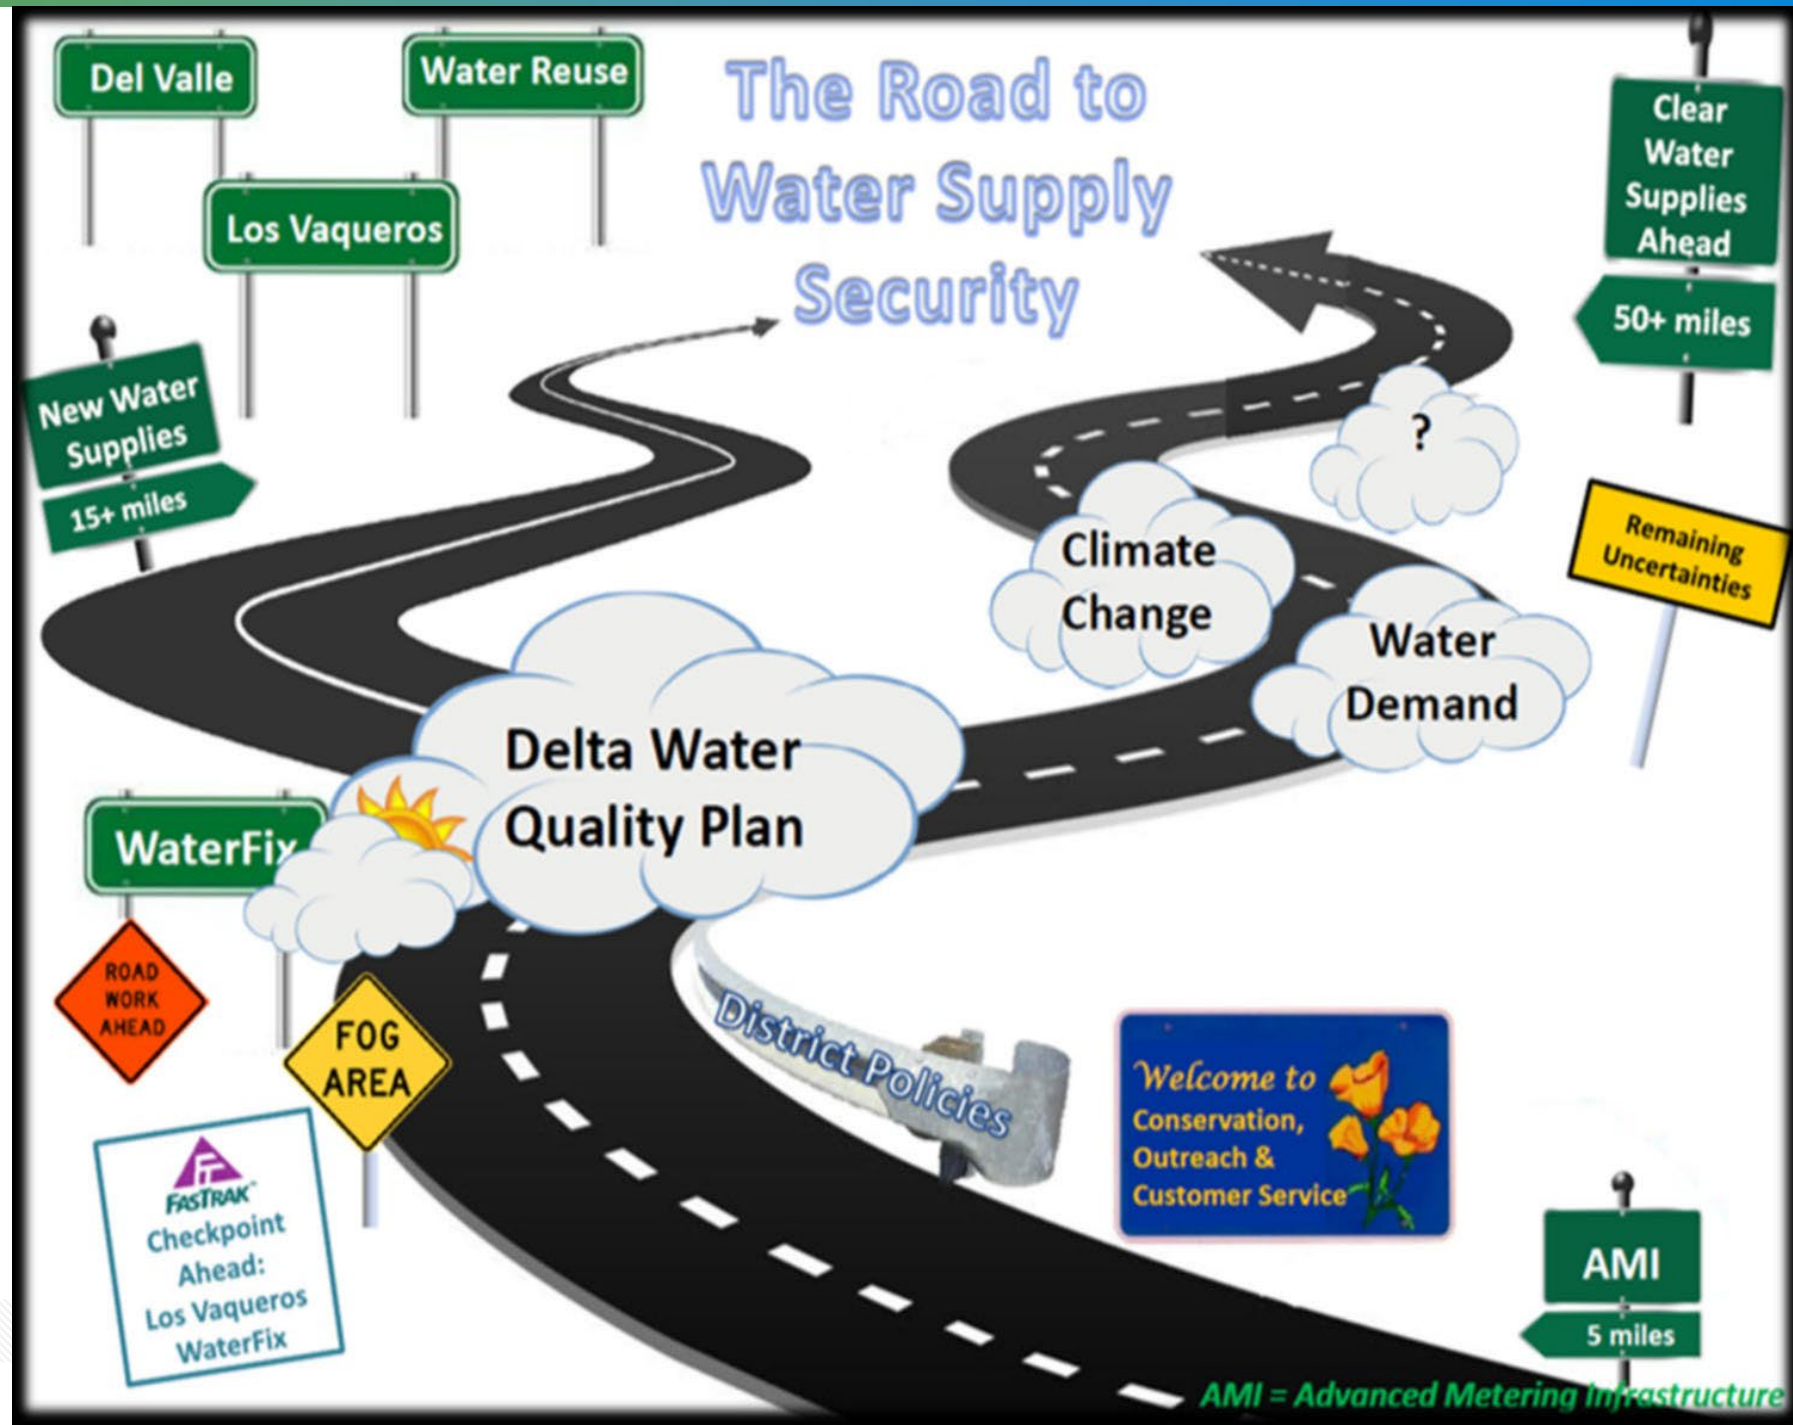 The Road to
Water Supply
Security
Del Valle
Water Reuse
Los Vaqueros
Clear
Water
Supplies
Ahead
50+ miles
New Water
Supplies
15+ miles
?
Remaining
Uncertainties
Climate
Change
Water
Demand
Delta Water
Quality Plan
WaterFix
ROAD
WORK
AHEAD
FOG
AREA
District Policies
FT
FASTRAK™
Checkpoint
Ahead:
Los Vaqueros
WaterFix
Welcome to
Conservation,
Outreach &
Customer Service
AMI
5 miles
AMI = Advanced Metering Infrastructure